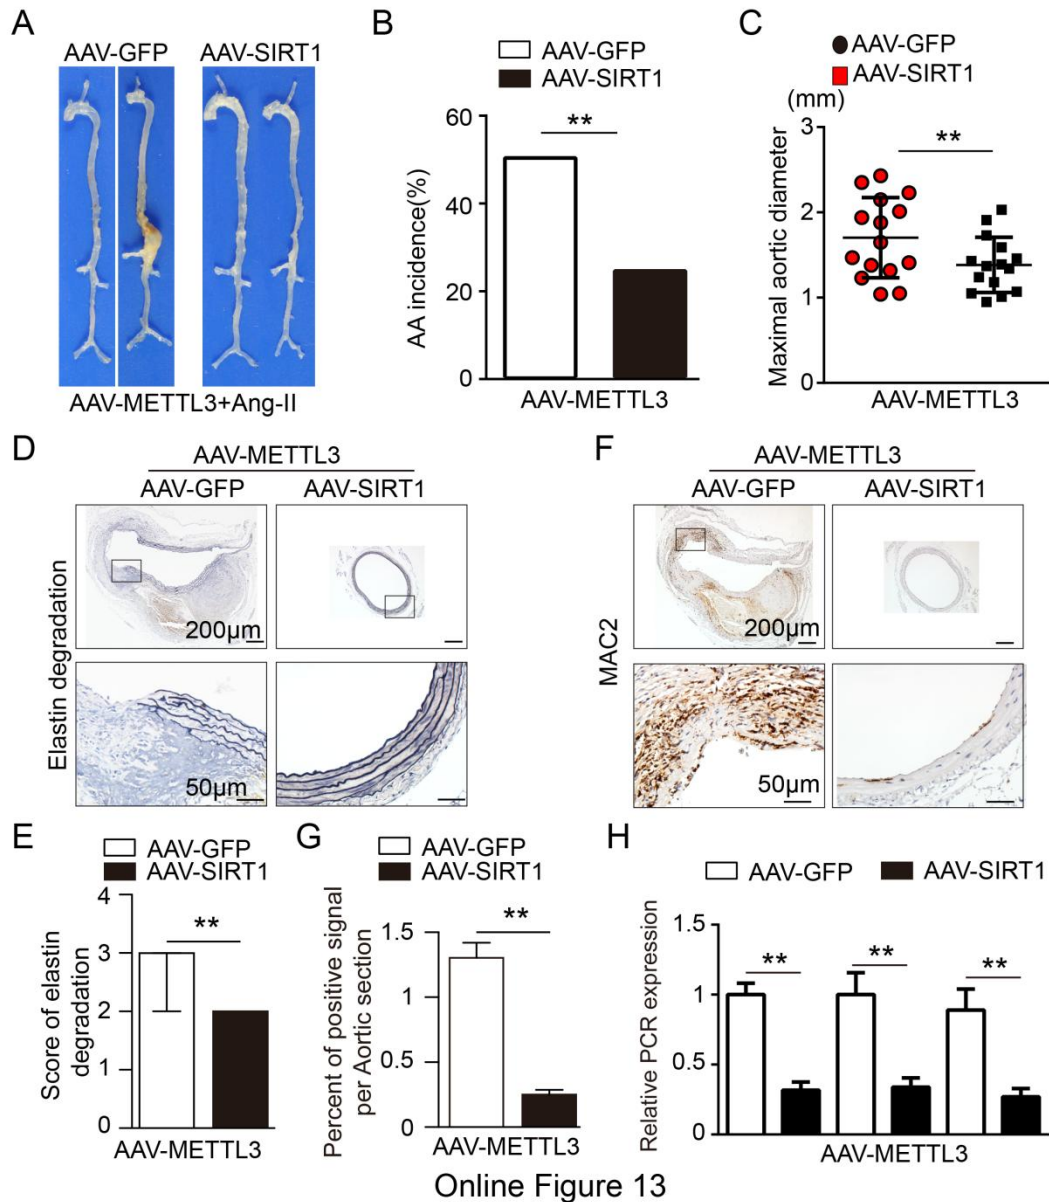 A
AAV-GFP AAV-SIRT1
AAV-METTL3+Ang-II
B
AAV-GFP
AAV-SIRT1
**
60
40
20
0
AA incidence(%)
AAV-METTL3
C
AAV-GFP
AAV-SIRT1
(mm)
**
3
2
1
0
Maximal aortic diameter
AAV-METTL3
D
AAV-METTL3
AAV-GFP AAV-SIRT1
Elastin degradation
200μm
50μm
F
AAV-METTL3
AAV-GFP AAV-SIRT1
MAC2
200μm
50μm
E
AAV-GFP
AAV-SIRT1
**
4
3
2
1
0
Score of elastin
degradation
AAV-METTL3
G
AAV-GFP
AAV-SIRT1
**
1.5
1
0.5
0
Percent of positive signal
per Aortic section
AAV-METTL3
H
AAV-GFP AAV-SIRT1
** ** **
1.5
1
0.5
0
Relative PCR expression
AAV-METTL3
Online Figure 13